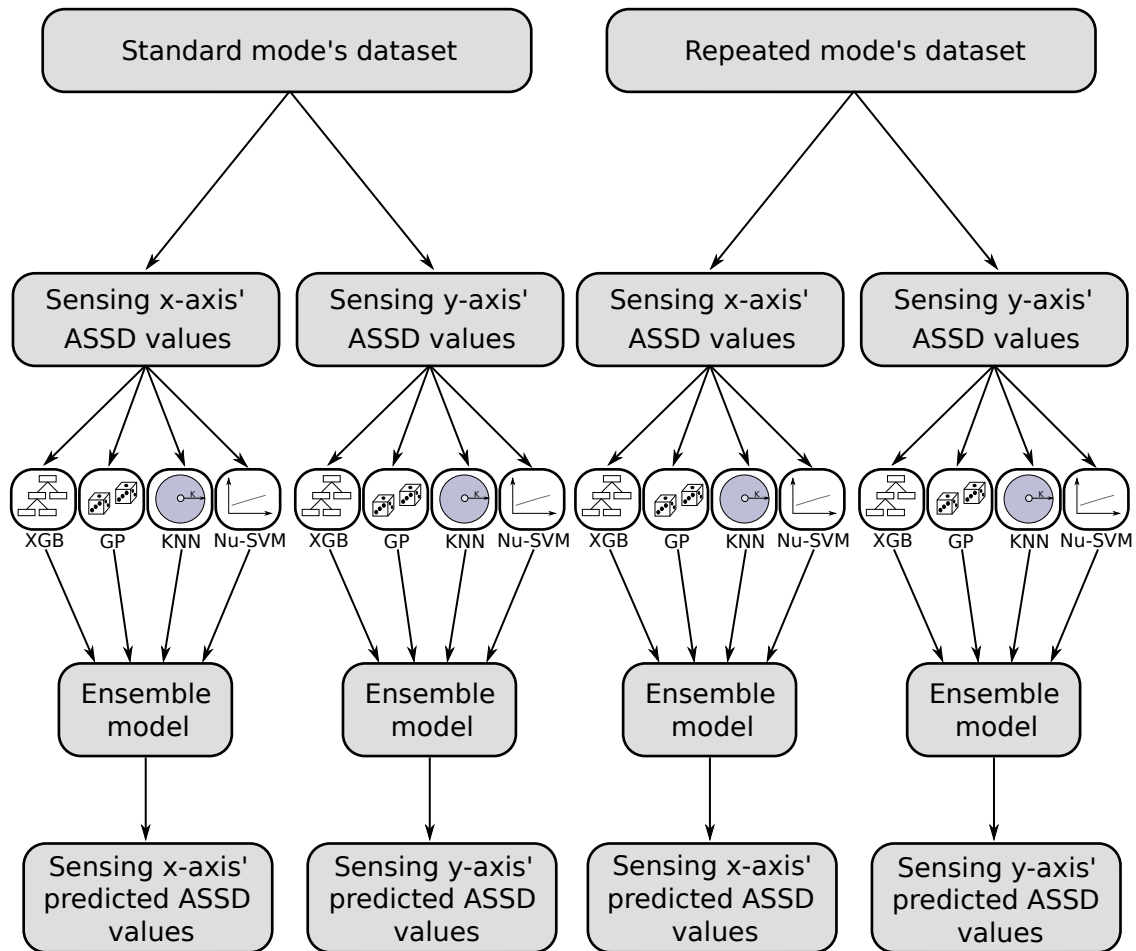 Standard mode's dataset
Repeated mode's dataset
Sensing x-axis'
ASSD values
Sensing y-axis'
ASSD values
Sensing x-axis'
ASSD values
Sensing y-axis'
ASSD values
K
K
K
K
XGB
GP
KNN
Nu-SVM
XGB
GP
KNN
Nu-SVM
XGB
GP
KNN
Nu-SVM
XGB
GP
KNN
Nu-SVM
Ensemble
model
Ensemble
model
Ensemble
model
Ensemble
model
Sensing x-axis'
predicted ASSD
values
Sensing y-axis'
predicted ASSD
values
Sensing x-axis'
predicted ASSD
values
Sensing y-axis'
predicted ASSD
values